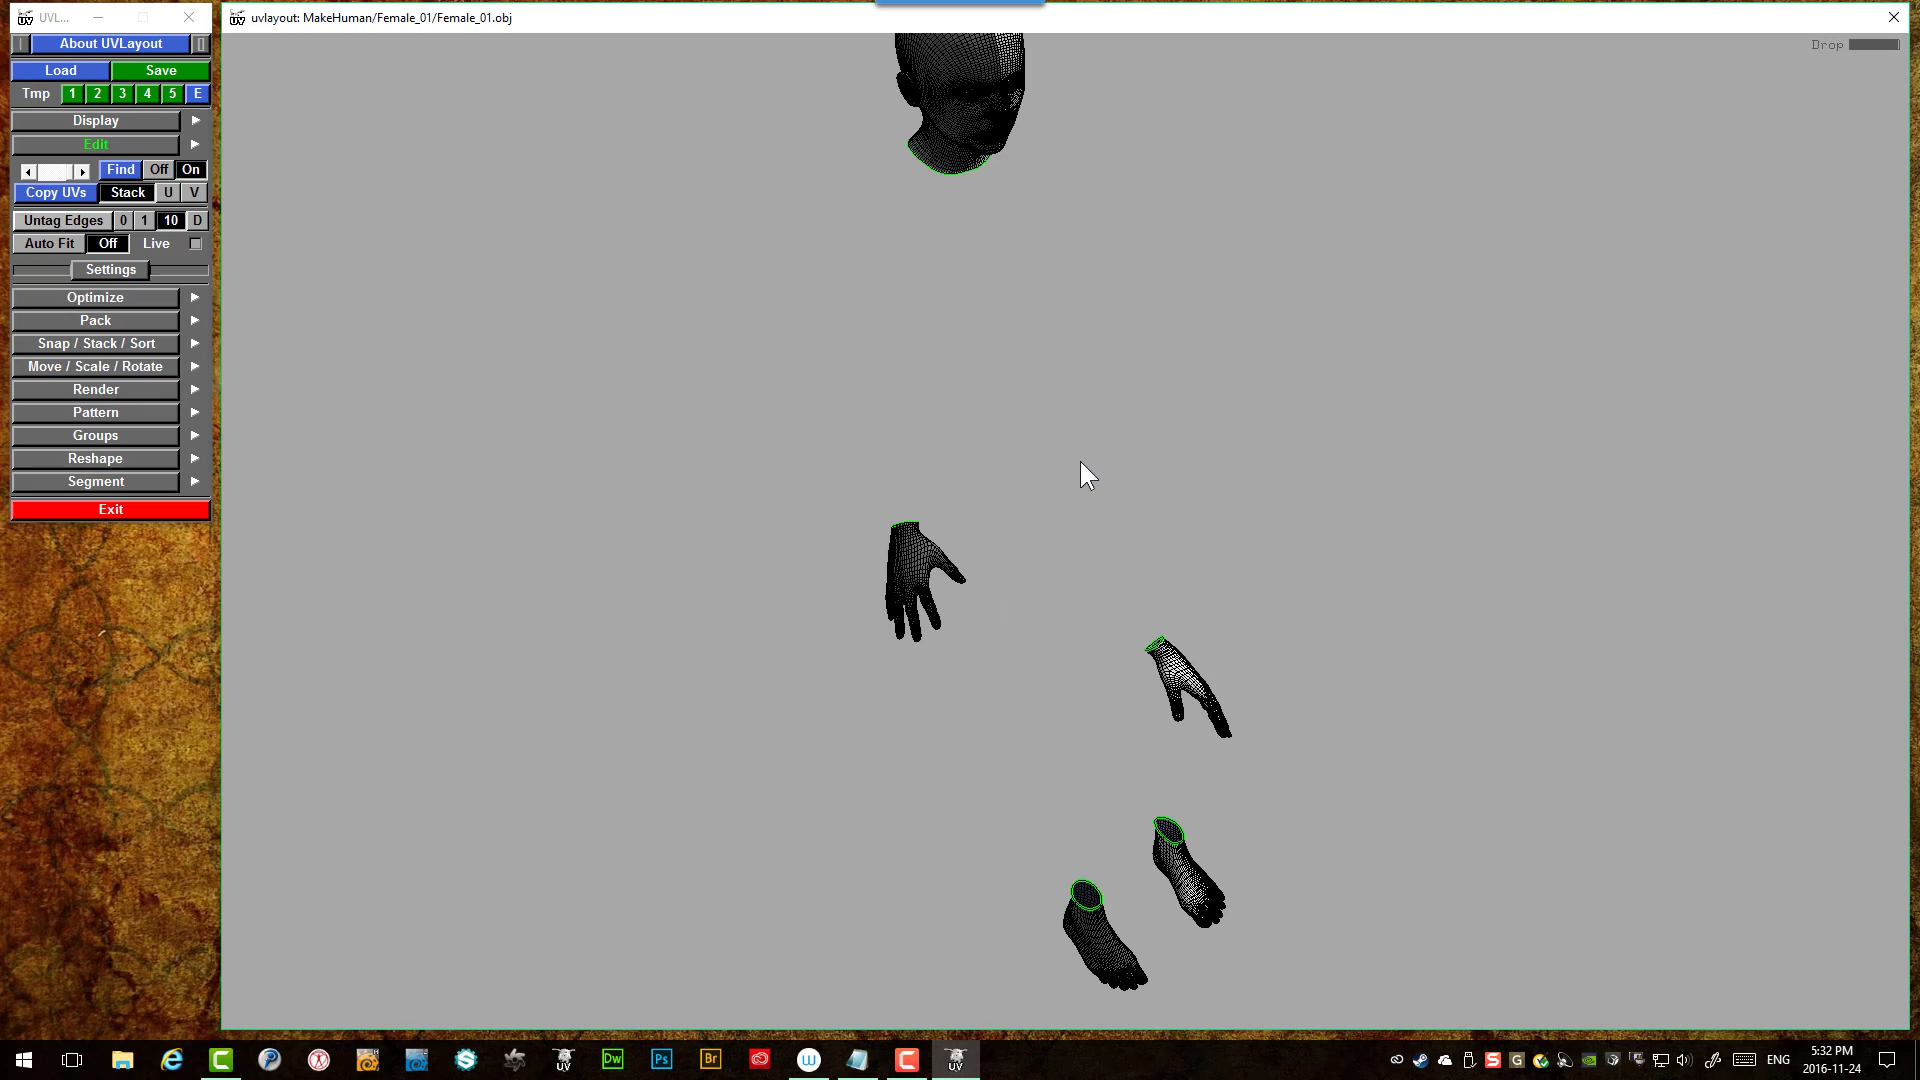 UVL...
uvlayout: MakeHuman/Female_01/Female_01.obj
About UVLayout
Drop
Load Save
Tmp 1 2 3 4 5 E
Display
Edit
Find Off On
Copy UVs Stack U V
Untag Edges 0 1 10 D
Auto Fit Off Live
Settings
Optimize
Pack
Snap / Stack / Sort
Move / Scale / Rotate
Render
Pattern
Groups
Reshape
Segment
Exit
UV Dw Ps Br W C UV
ENG
5:32 PM
2016-11-24